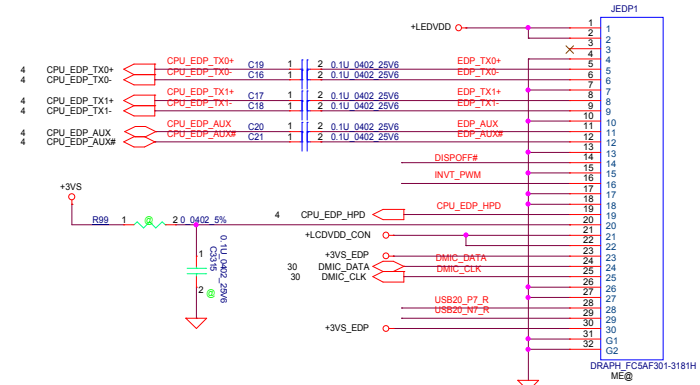 JEDP1
+LEDVDD
1 1
2 2
3 3
4 4
4 CPU_EDP_TX0+ CPU_EDP_TX0+ C19 1 2 0.1U_0402_25V6 EDP_TX0+ 5 5
4 CPU_EDP_TX0- CPU_EDP_TX0- C16 1 2 0.1U_0402_25V6 EDP_TX0- 6 6
7 7
4 CPU_EDP_TX1+ CPU_EDP_TX1+ C17 1 2 0.1U_0402_25V6 EDP_TX1+ 8 8
4 CPU_EDP_TX1- CPU_EDP_TX1- C18 1 2 0.1U_0402_25V6 EDP_TX1- 9 9
10 10
4 CPU_EDP_AUX CPU_EDP_AUX C20 1 2 0.1U_0402_25V6 EDP_AUX 11 11
4 CPU_EDP_AUX# CPU_EDP_AUX# C21 1 2 0.1U_0402_25V6 EDP_AUX# 12 12
13 13
DISPOFF# 14 14
15 15
INVT_PWM 16 16
17 17
+3VS
18 18
4 CPU_EDP_HPD CPU_EDP_HPD 19 19
R99 1 @ 2 0_0402_5% 20 20
+LCDVDD_CON 21 21
22 22
+3VS_EDP 23 23
1 C3315 0.1U_0402_25V6 2 @
30 DMIC_DATA DMIC_DATA 24 24
30 DMIC_CLK DMIC_CLK 25 25
26 26
27 27
USB20_P7_R 28 28
USB20_N7_R 29 29
+3VS_EDP 30 30
31 G1
32 G2
DRAPH_FC5AF301-3181H
ME@